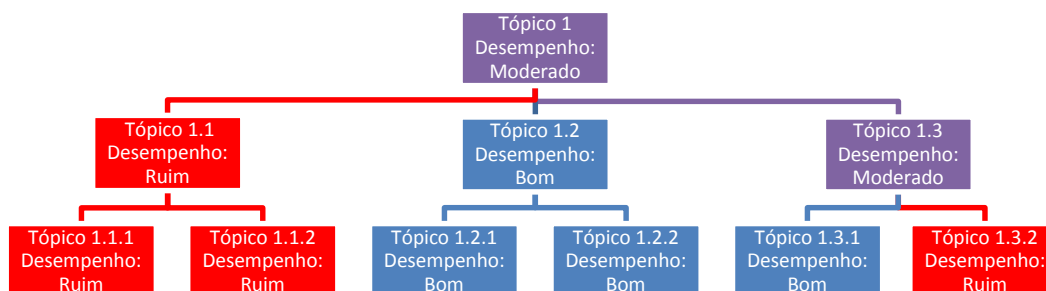 Tópico 1
Desempenho:
Moderado
Tópico 1.1
Desempenho:
Ruim
Tópico 1.2
Desempenho:
Bom
Tópico 1.3
Desempenho:
Moderado
Tópico 1.1.1
Desempenho:
Ruim
Tópico 1.1.2
Desempenho:
Ruim
Tópico 1.2.1
Desempenho:
Bom
Tópico 1.2.2
Desempenho:
Bom
Tópico 1.3.1
Desempenho:
Bom
Tópico 1.3.2
Desempenho:
Ruim